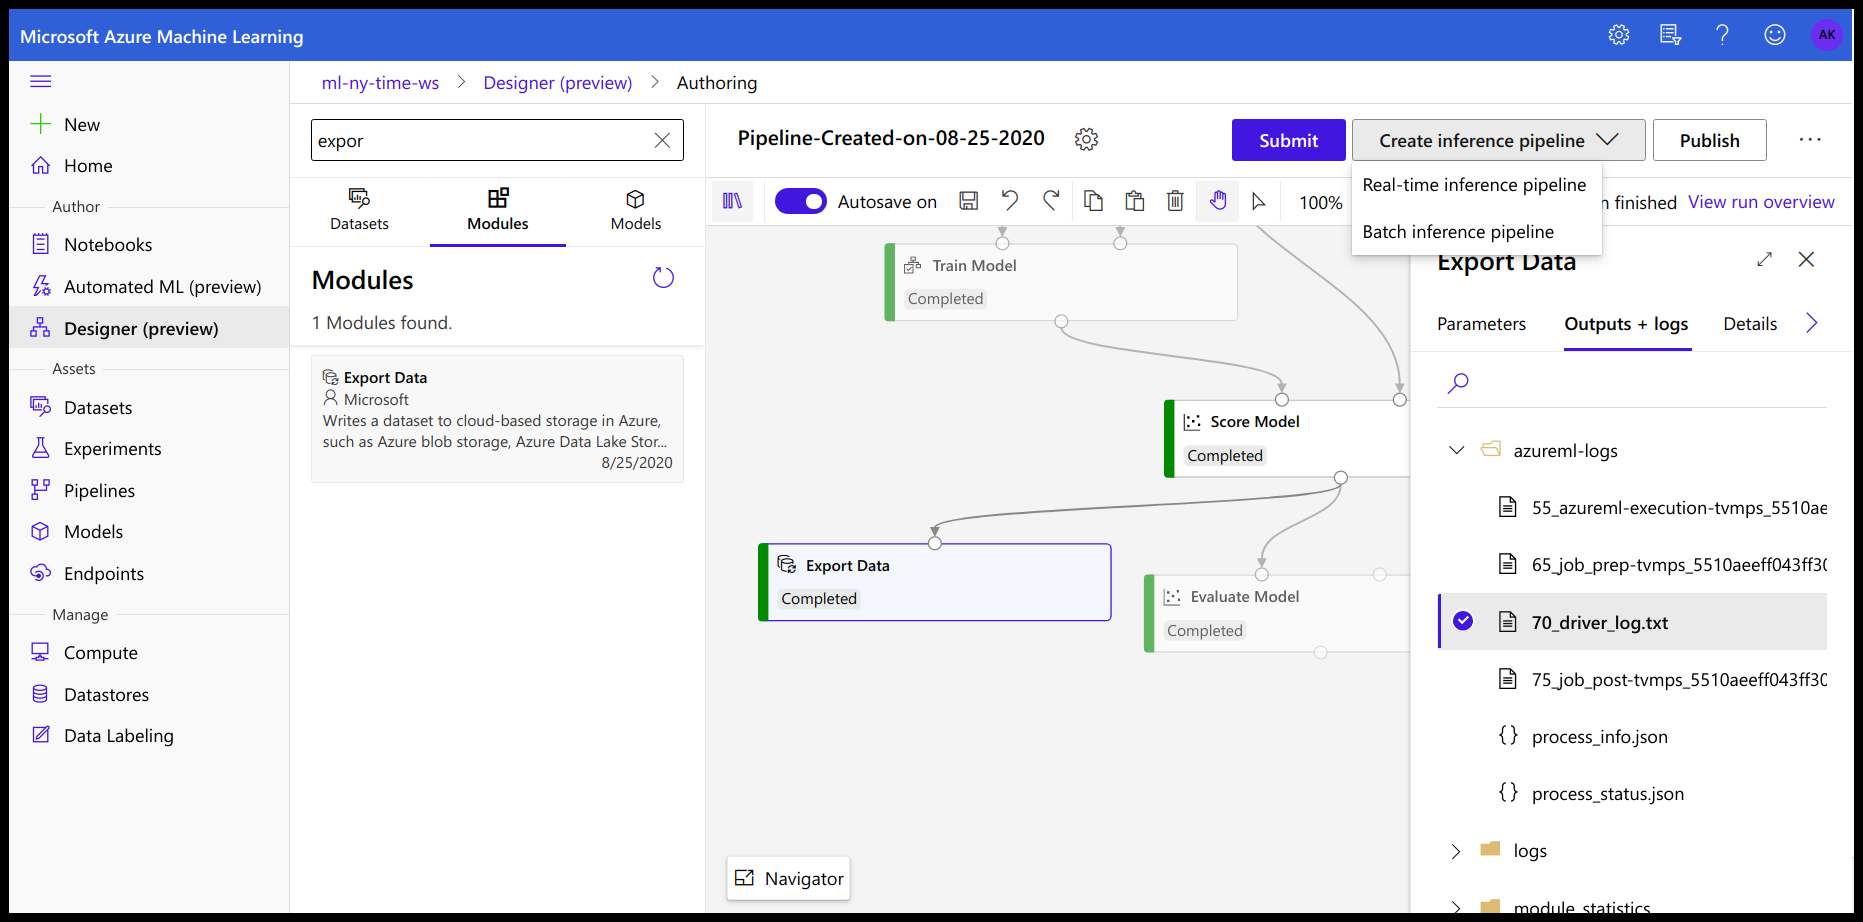 Microsoft Azure Machine Learning
AK
New
Home
Author
Notebooks
Automated ML (preview)
Designer (preview)
Assets
Datasets
Experiments
Pipelines
Models
Endpoints
Manage
Compute
Datastores
Data Labeling
ml-ny-time-ws > Designer (preview) > Authoring
expor
Datasets
Modules
Models
Modules
1 Modules found.
Export Data
Microsoft
Writes a dataset to cloud-based storage in Azure,
such as Azure blob storage, Azure Data Lake Stor...
8/25/2020
Pipeline-Created-on-08-25-2020
Submit
Create inference pipeline
Publish
Real-time inference pipeline
Batch inference pipeline
Autosave on
100%
n finished
View run overview
Train Model
Completed
Score Model
Completed
Export Data
Completed
Evaluate Model
Completed
Navigator
Export Data
Parameters
Outputs + logs
Details
azureml-logs
55_azureml-execution-tvmps_5510ae
65_job_prep-tvmps_5510aeeff043ff30
70_driver_log.txt
75_job_post-tvmps_5510aeeff043ff30
{} process_info.json
{} process_status.json
logs
module_statistics